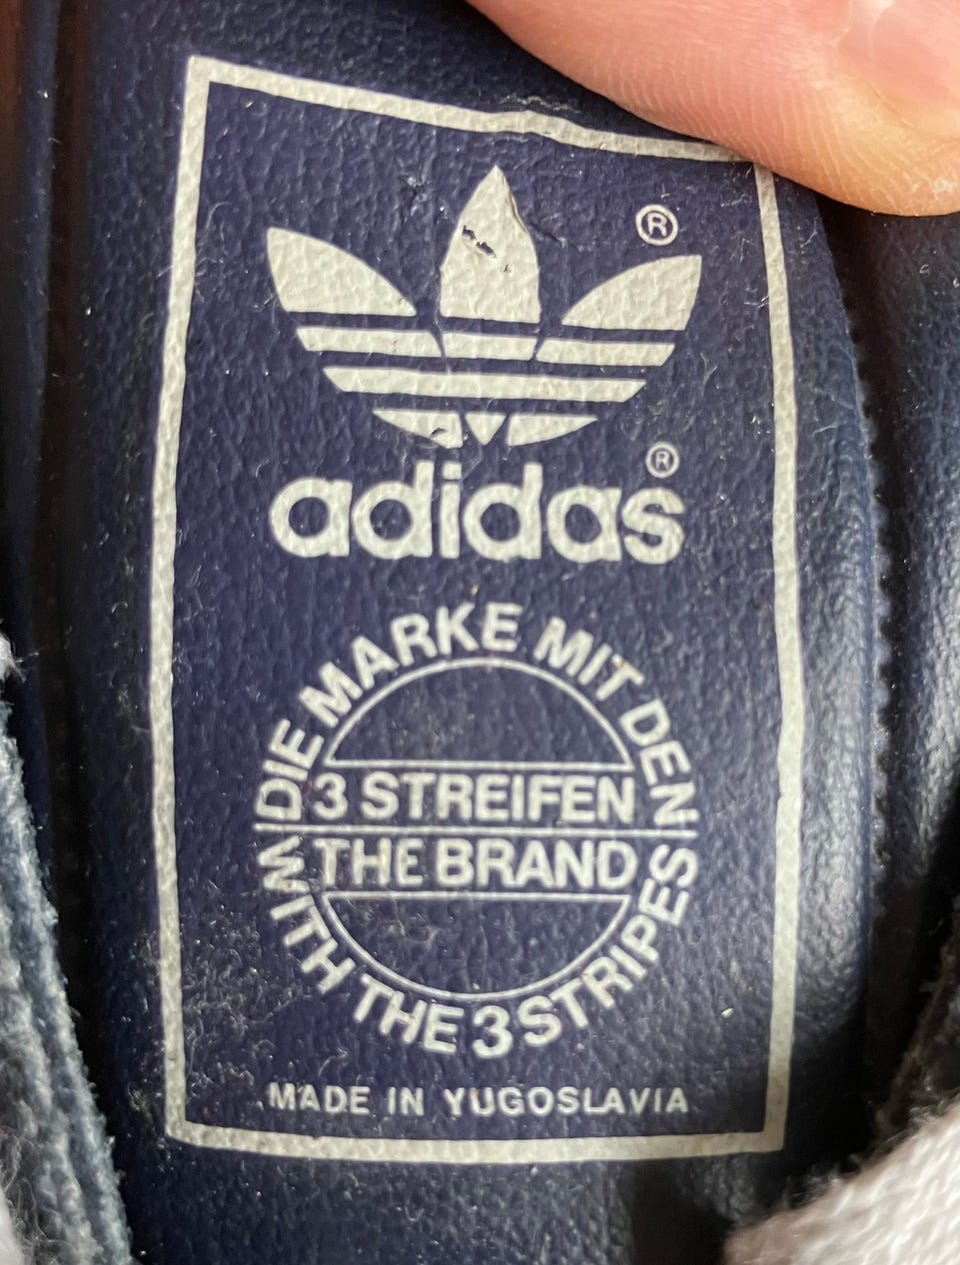 ®
adidas®
DIE MARKE MIT DEN
3 STREIFEN
THE BRAND
WITH THE 3 STRIPES
MADE IN YUGOSLAVIA